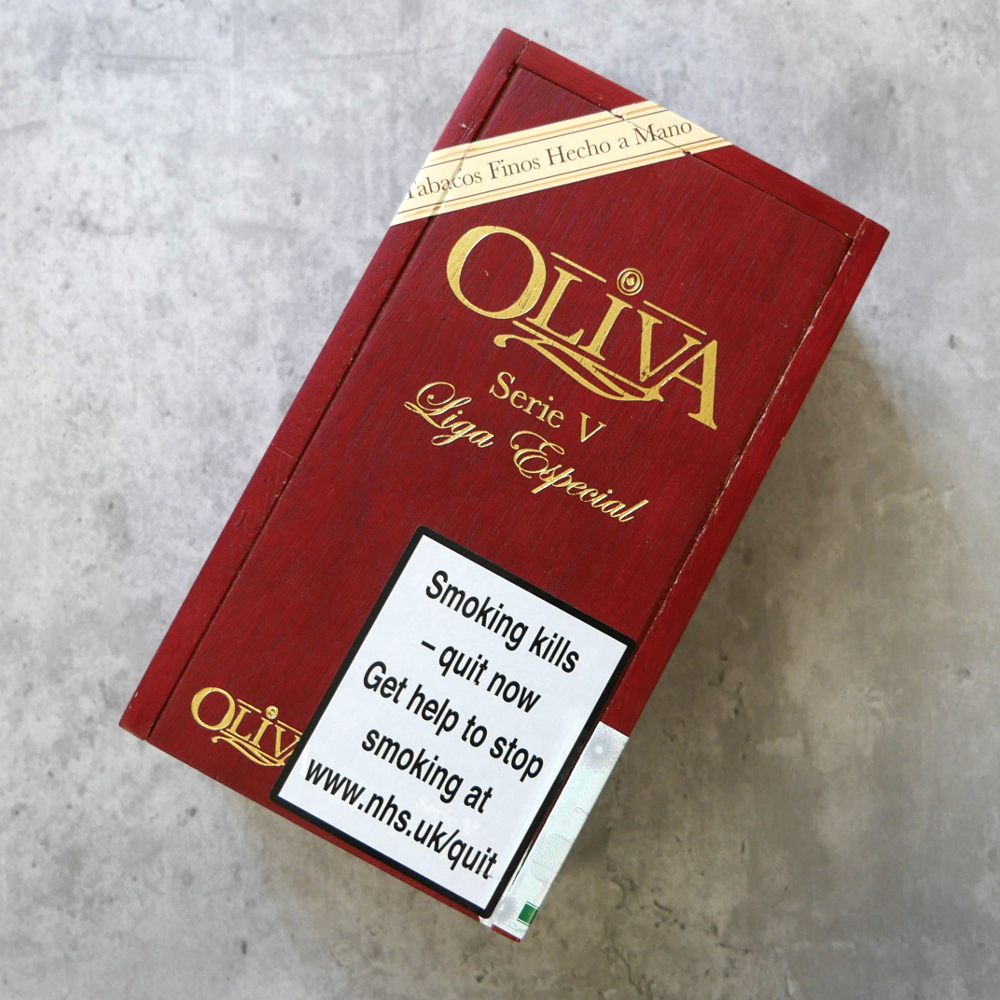 Tabacos Finos Hecho a Mano
OLIVA
Serie V
Liga Especial
Smoking kills
– quit now
Get help to stop
smoking at
www.nhs.uk/quit
OLIV